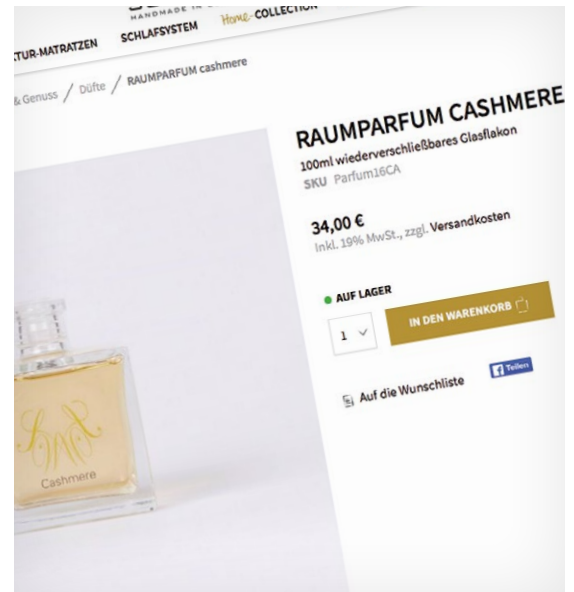 HANDMADE IN
TUR-MATRATZEN SCHLAFSYSTEM Home-COLLECTION
& Genuss / Düfte / RAUMPARFUM cashmere
RAUMPARFUM CASHMERE
100ml wiederverschließbares Glasflakon
SKU Parfum16CA
34,00 €
Inkl. 19% MwSt., zzgl. Versandkosten
AUF LAGER
1 IN DEN WARENKORB
Auf die Wunschliste f Teilen
Cashmere